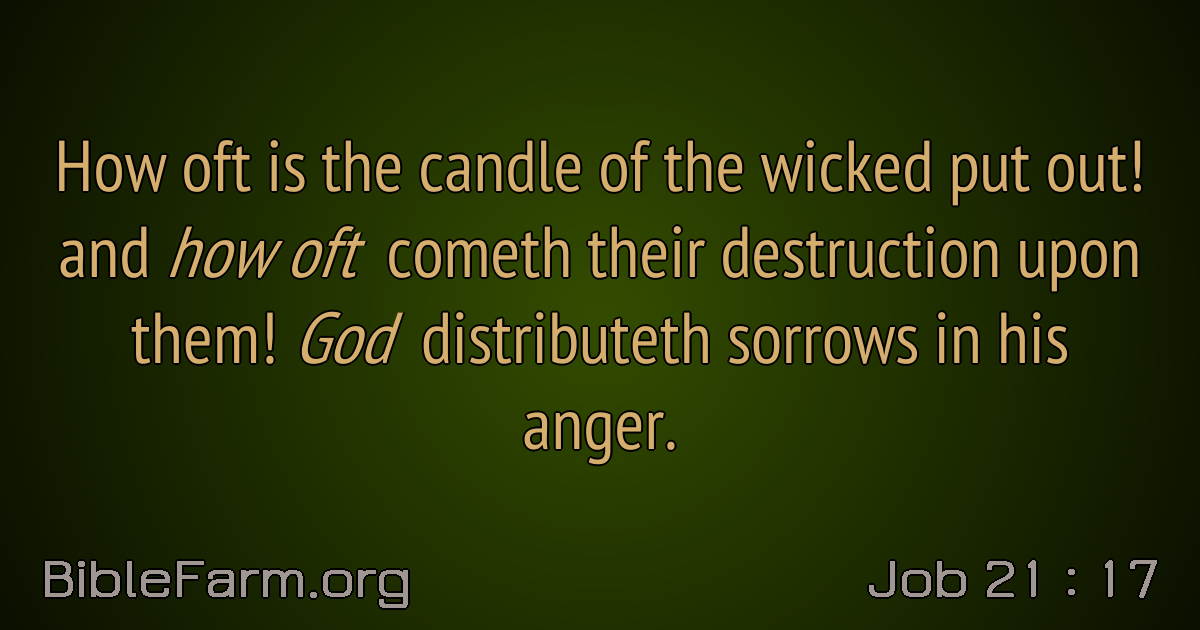 How oft is the candle of the wicked put out!
and how oft cometh their destruction upon
them! God distributeth sorrows in his
anger.
BibleFarm.org
Job 21 : 17